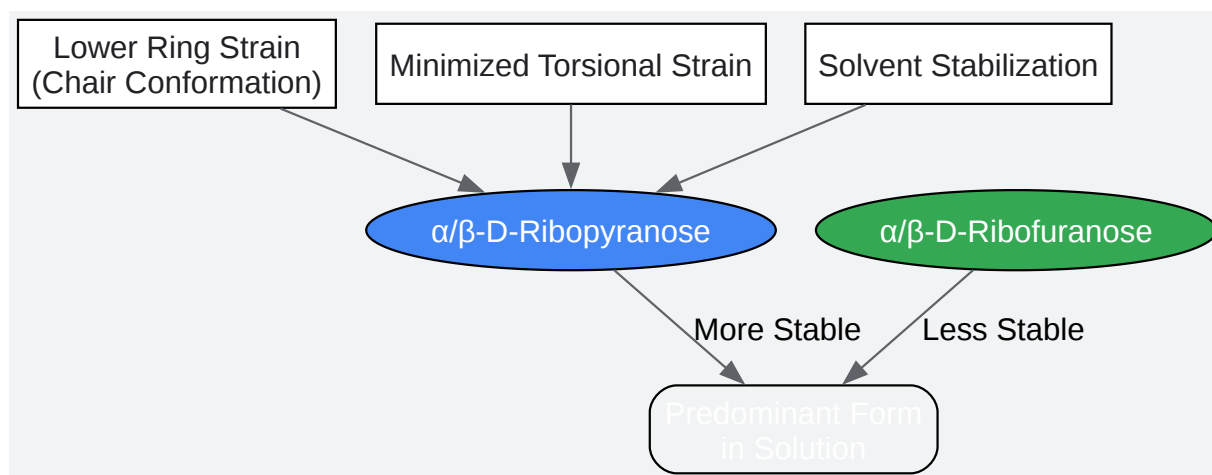 Lower Ring Strain
(Chair Conformation)
Minimized Torsional Strain
Solvent Stabilization
α/β-D-Ribopyranose
α/β-D-Ribofuranose
More Stable
Less Stable
Predominant Form
in Solution